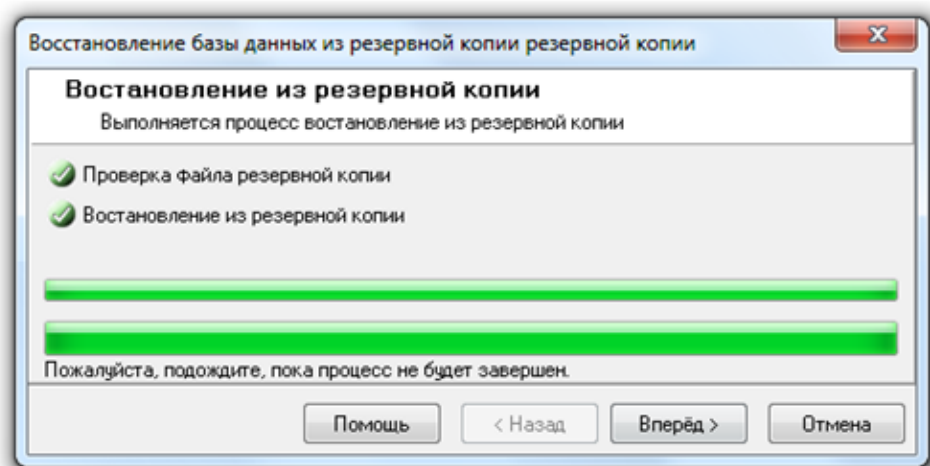 Восстановление базы данных из резервной копии резервной копии
Востановление из резервной копии
Выполняется процесс востановление из резервной копии
Проверка файла резервной копии
Востановление из резервной копии
Пожалуйста, подождите, пока процесс не будет завершен.
Помощь < Назад Вперёд > Отмена